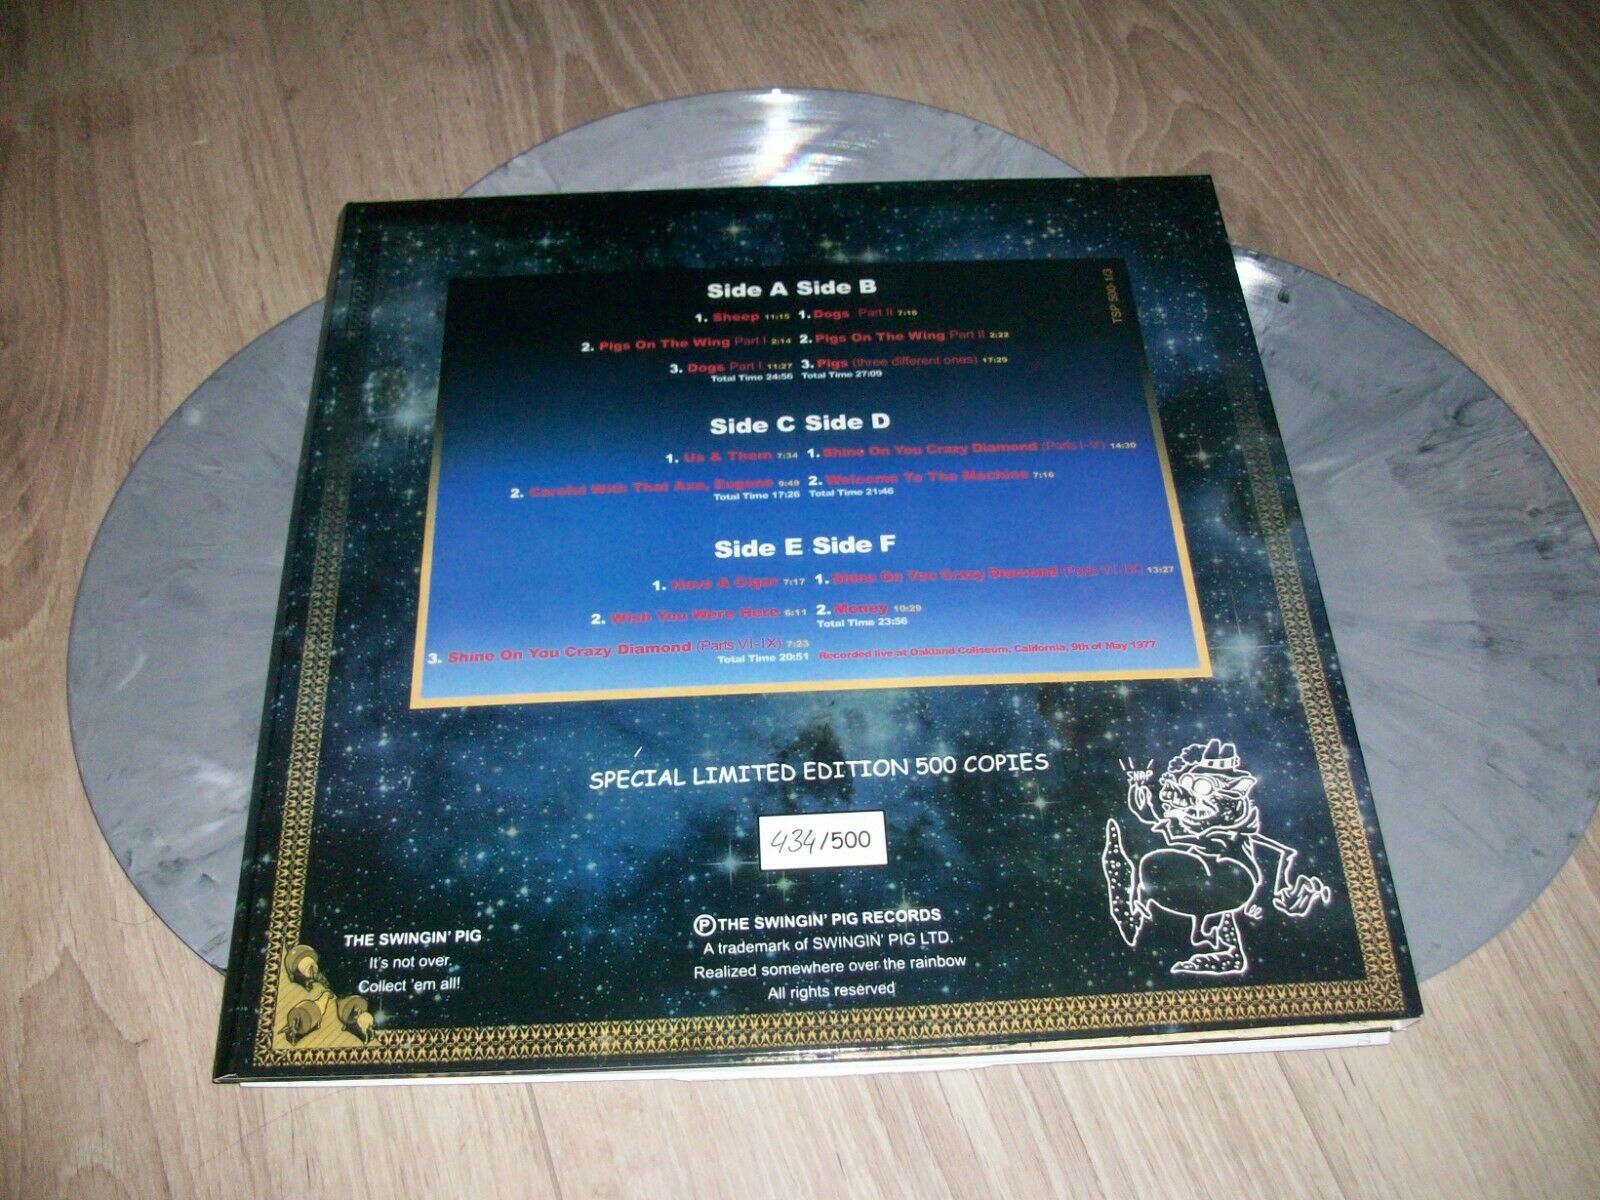 TSP 500-1/3
Side A Side B
1. Sheep 11:15 1. Dogs Part II 7:16
2. Pigs On The Wing Part I 2:14 2. Pigs On The Wing Part II 2:22
3. Dogs Part I 11:27 3. Pigs (three different ones) 17:29
Total Time 24:56 Total Time 27:09
Side C Side D
1. Us & Them 7:34 1. Shine On You Crazy Diamond (Parts I-V) 14:30
2. Careful With That Axe, Eugene 9:49 2. Welcome To The Machine 7:16
Total Time 17:26 Total Time 21:46
Side E Side F
1. Have A Cigar 7:17 1. Shine On You Crazy Diamond (Parts VI-IX) 13:27
2. Wish You Were Here 6:11 2. Money 10:29
Total Time 23:56
3. Shine On You Crazy Diamond (Parts VI-IX) 7:23
Total Time 20:51 Recorded live at Oakland Coliseum, California, 9th of May 1977
SPECIAL LIMITED EDITION 500 COPIES
SNAP
434/500
THE SWINGIN' PIG
It's not over.
Collect 'em all!
Ⓟ THE SWINGIN' PIG RECORDS
A trademark of SWINGIN' PIG LTD.
Realized somewhere over the rainbow
All rights reserved